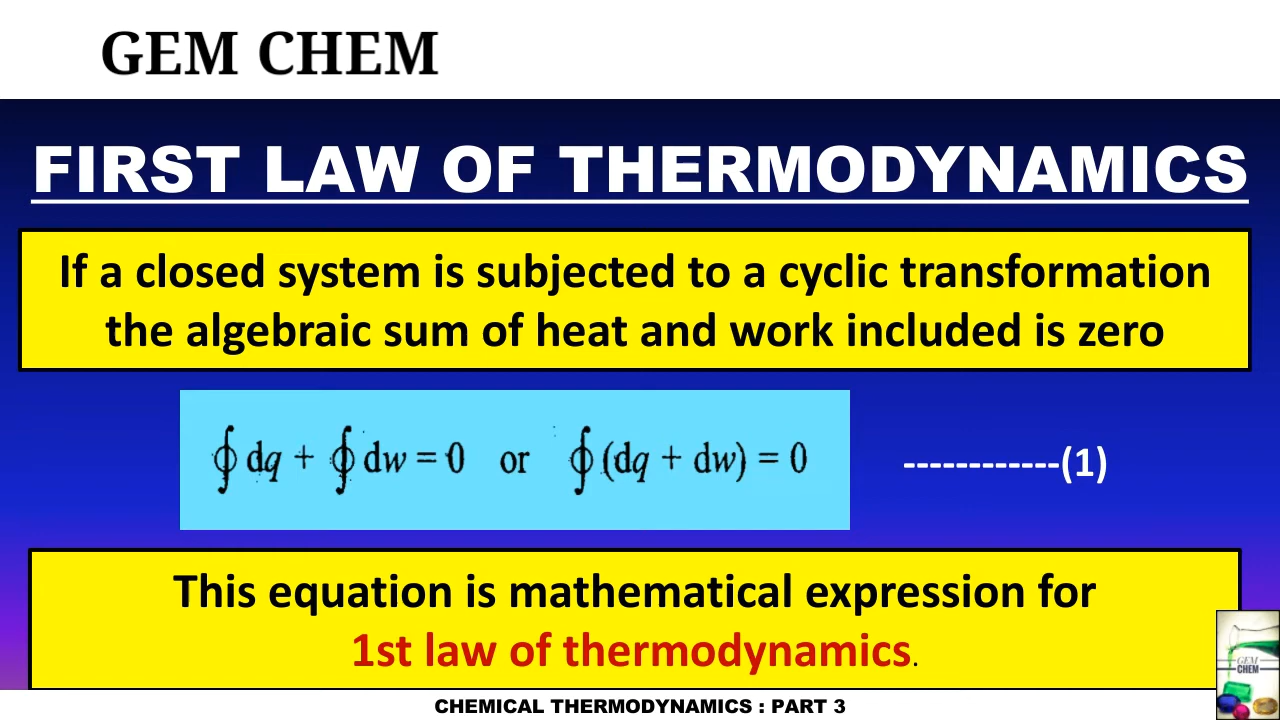 GEM CHEM
FIRST LAW OF THERMODYNAMICS
If a closed system is subjected to a cyclic transformation
the algebraic sum of heat and work included is zero
∮ dq + ∮ dw = 0 or ∮ (dq + dw) = 0 ------------(1)
This equation is mathematical expression for
1st law of thermodynamics.
GEM
CHEM
CHEMICAL THERMODYNAMICS : PART 3